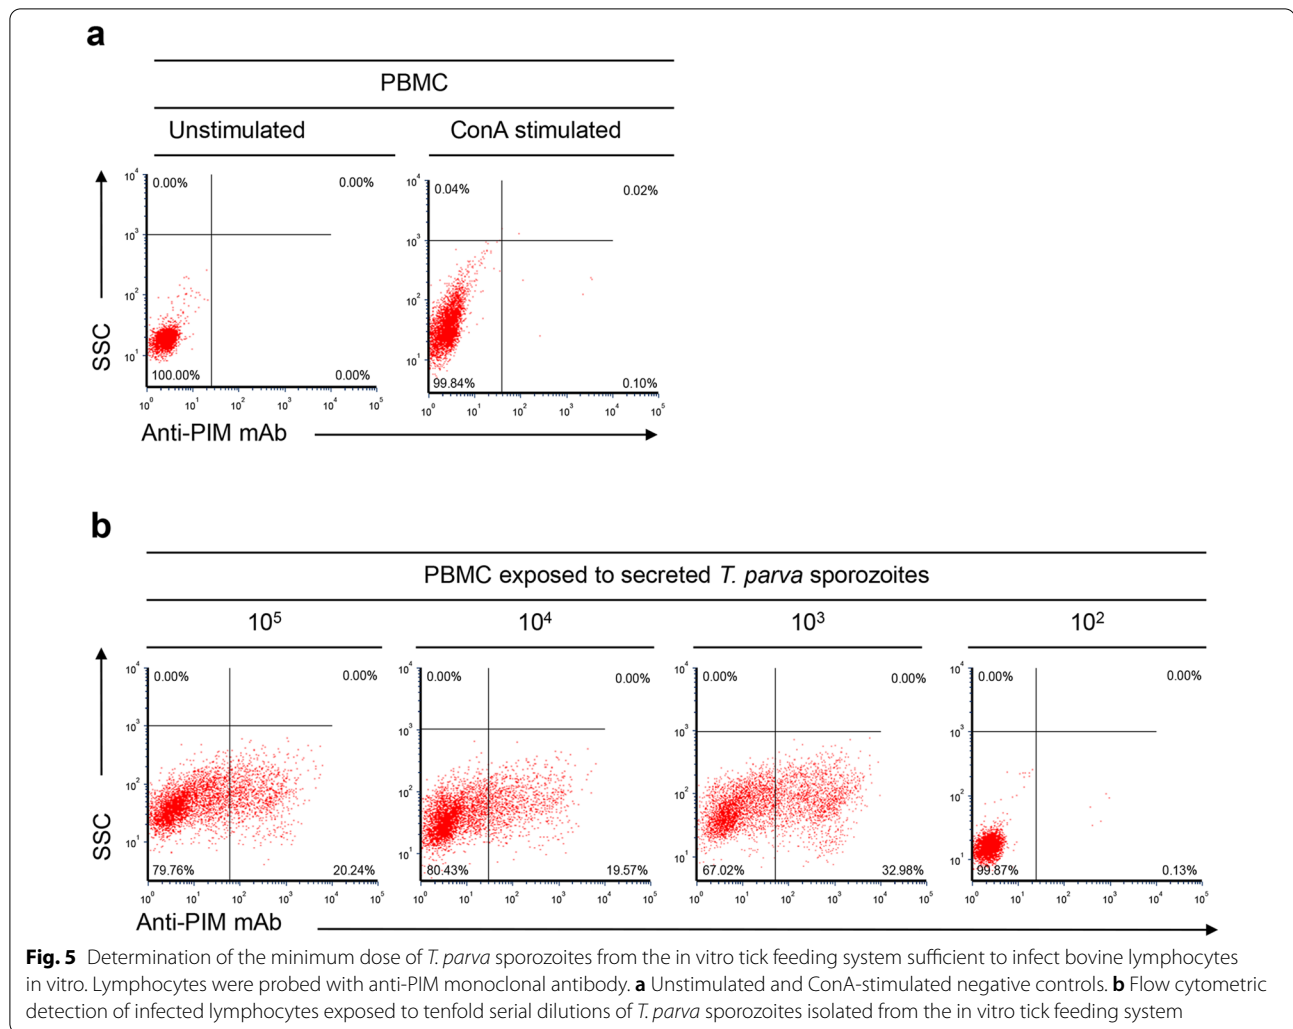 a
PBMC
Unstimulated ConA stimulated
10⁴ 0.00% 0.00% 10⁴ 0.04% 0.02%
10³ 10³
10² 10²
SSC
10¹ 10¹
100.00% 0.00% 99.84% 0.10%
10⁰ 10¹ 10² 10³ 10⁴ 10⁵ 10⁰ 10¹ 10² 10³ 10⁴ 10⁵
Anti-PIM mAb
b
PBMC exposed to secreted T. parva sporozoites
10⁵ 10⁴ 10³ 10²
10⁴ 0.00% 0.00% 10⁴ 0.00% 0.00% 10⁴ 0.00% 0.00% 10⁴ 0.00% 0.00%
10³ 10³ 10³ 10³
10² 10² 10² 10²
SSC
10¹ 10¹ 10¹ 10¹
79.76% 20.24% 80.43% 19.57% 67.02% 32.98% 99.87% 0.13%
10⁰ 10¹ 10² 10³ 10⁴ 10⁵ 10⁰ 10¹ 10² 10³ 10⁴ 10⁵ 10⁰ 10¹ 10² 10³ 10⁴ 10⁵ 10⁰ 10¹ 10² 10³ 10⁴ 10⁵
Anti-PIM mAb
Fig. 5 Determination of the minimum dose of T. parva sporozoites from the in vitro tick feeding system sufficient to infect bovine lymphocytes
in vitro. Lymphocytes were probed with anti-PIM monoclonal antibody. a Unstimulated and ConA-stimulated negative controls. b Flow cytometric
detection of infected lymphocytes exposed to tenfold serial dilutions of T. parva sporozoites isolated from the in vitro tick feeding system